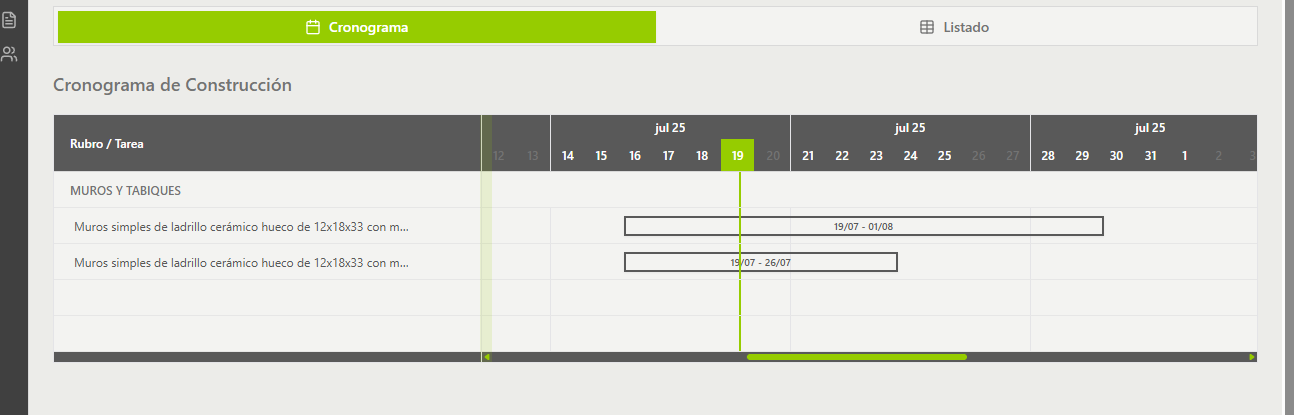 Cronograma
Listado
Cronograma de Construcción
Rubro / Tarea
jul 25 jul 25 jul 25
12 13 14 15 16 17 18 19 20 21 22 23 24 25 26 27 28 29 30 31 1 2 3
MUROS Y TABIQUES
Muros simples de ladrillo cerámico hueco de 12x18x33 con m... 19/07 - 01/08
Muros simples de ladrillo cerámico hueco de 12x18x33 con m... 19/07 - 26/07